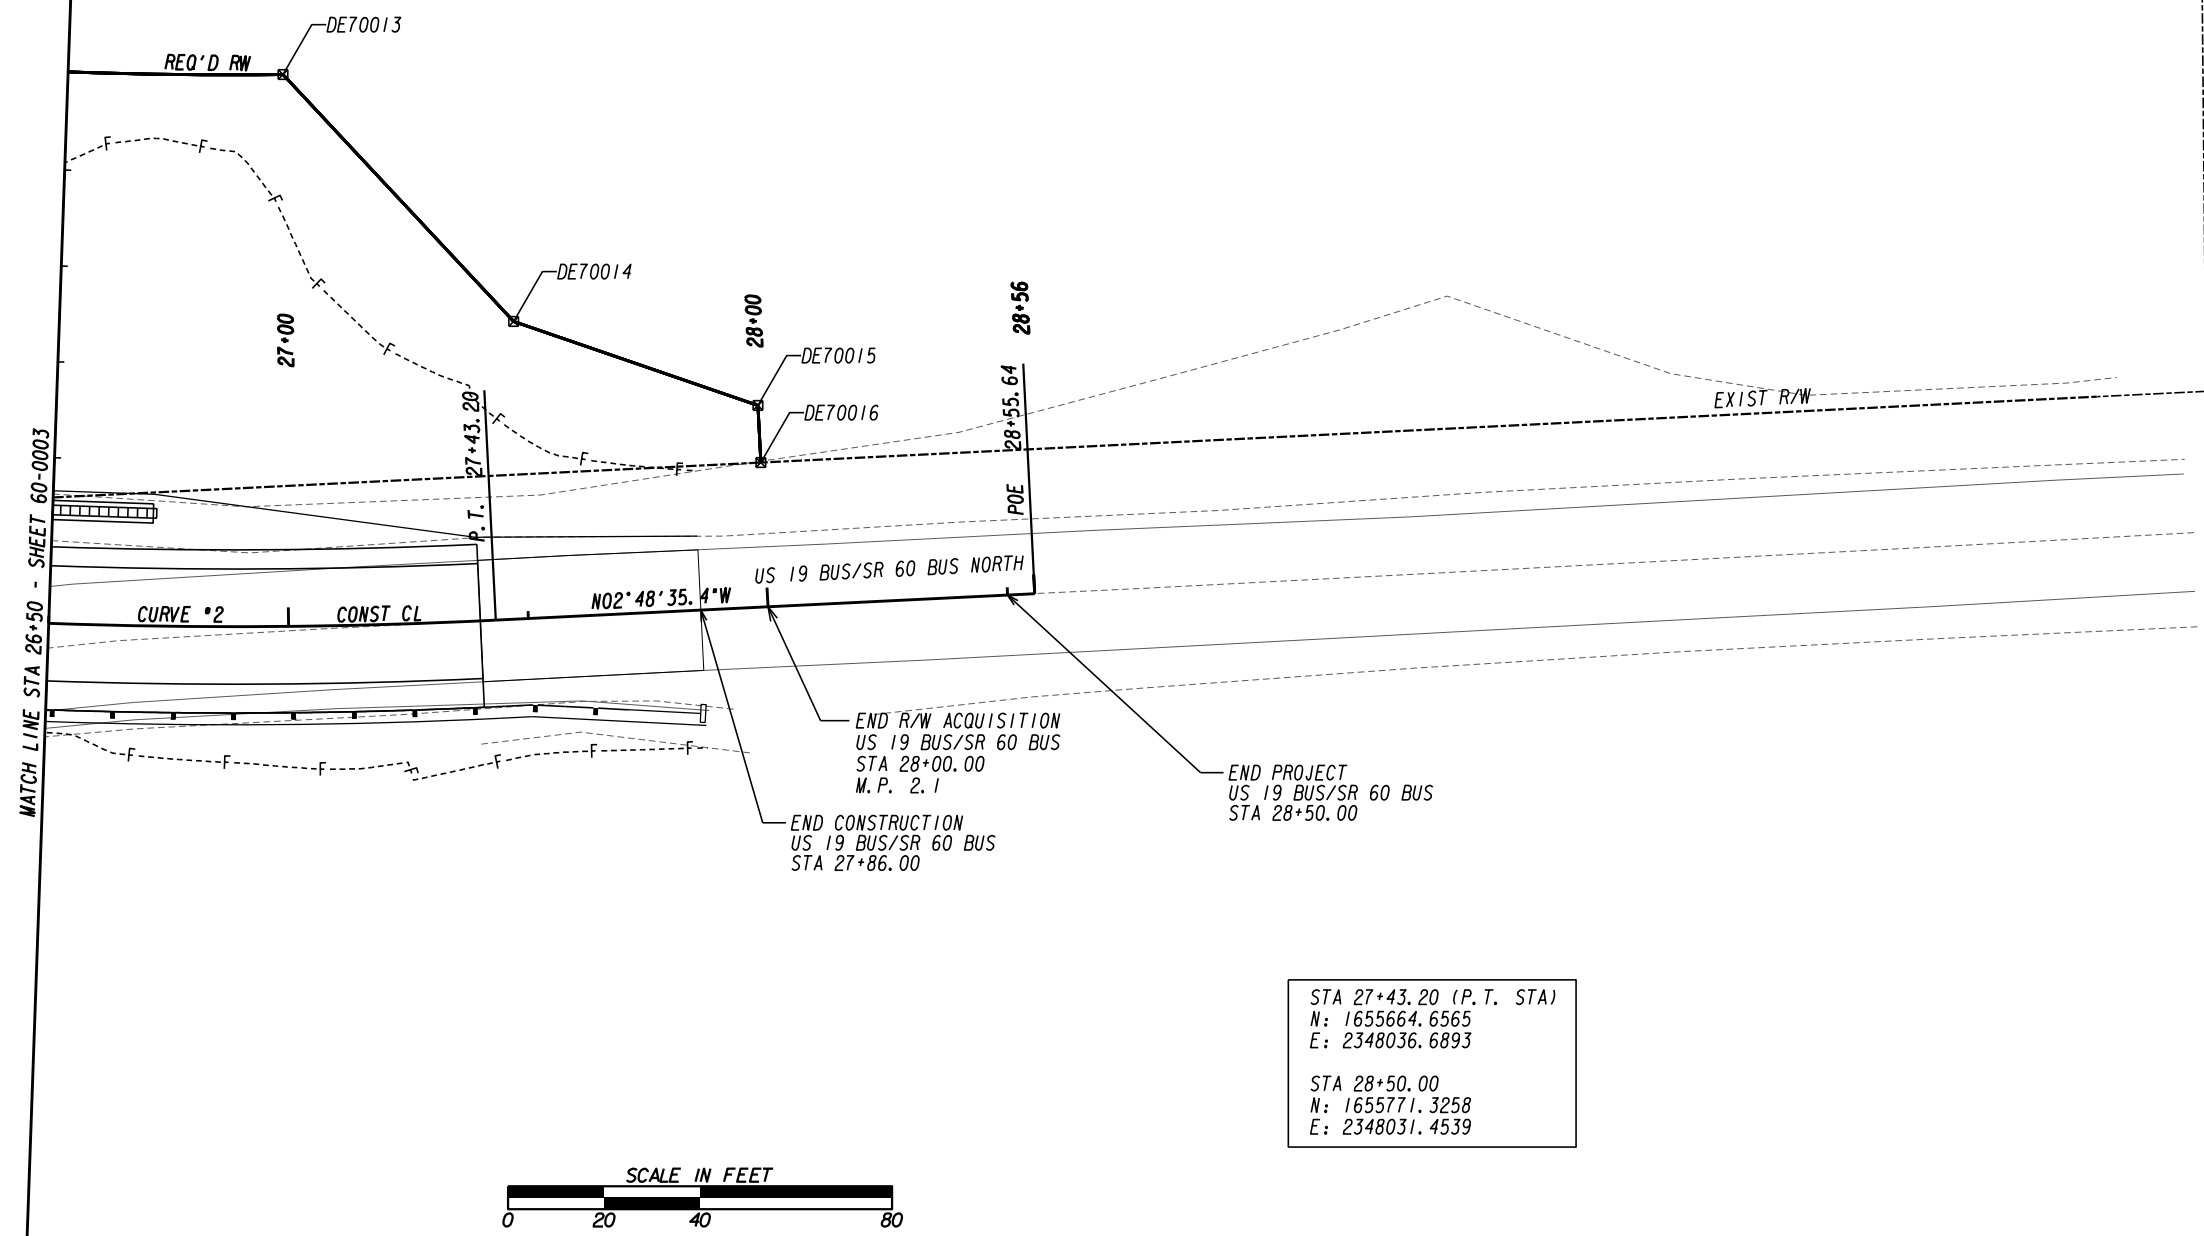 DE70013
REQ'D RW
DE70014
27+00
28+00
28+56
DE70015
DE70016
P.T. 27+43.20
POE 28+55.64
EXIST R/W
F
F
F
F
F
F
F
F
MATCH LINE STA 26+50 - SHEET 60-0003
US 19 BUS/SR 60 BUS NORTH
N02°48'35.4"W
CURVE #2
CONST CL
F
F
F
F
F
F
F
END R/W ACQUISITION
US 19 BUS/SR 60 BUS
STA 28+00.00
M.P. 2.1
END PROJECT
US 19 BUS/SR 60 BUS
STA 28+50.00
END CONSTRUCTION
US 19 BUS/SR 60 BUS
STA 27+86.00
STA 27+43.20 (P.T. STA)
N: 1655664.6565
E: 2348036.6893
STA 28+50.00
N: 1655771.3258
E: 2348031.4539
SCALE IN FEET
0 20 40 80